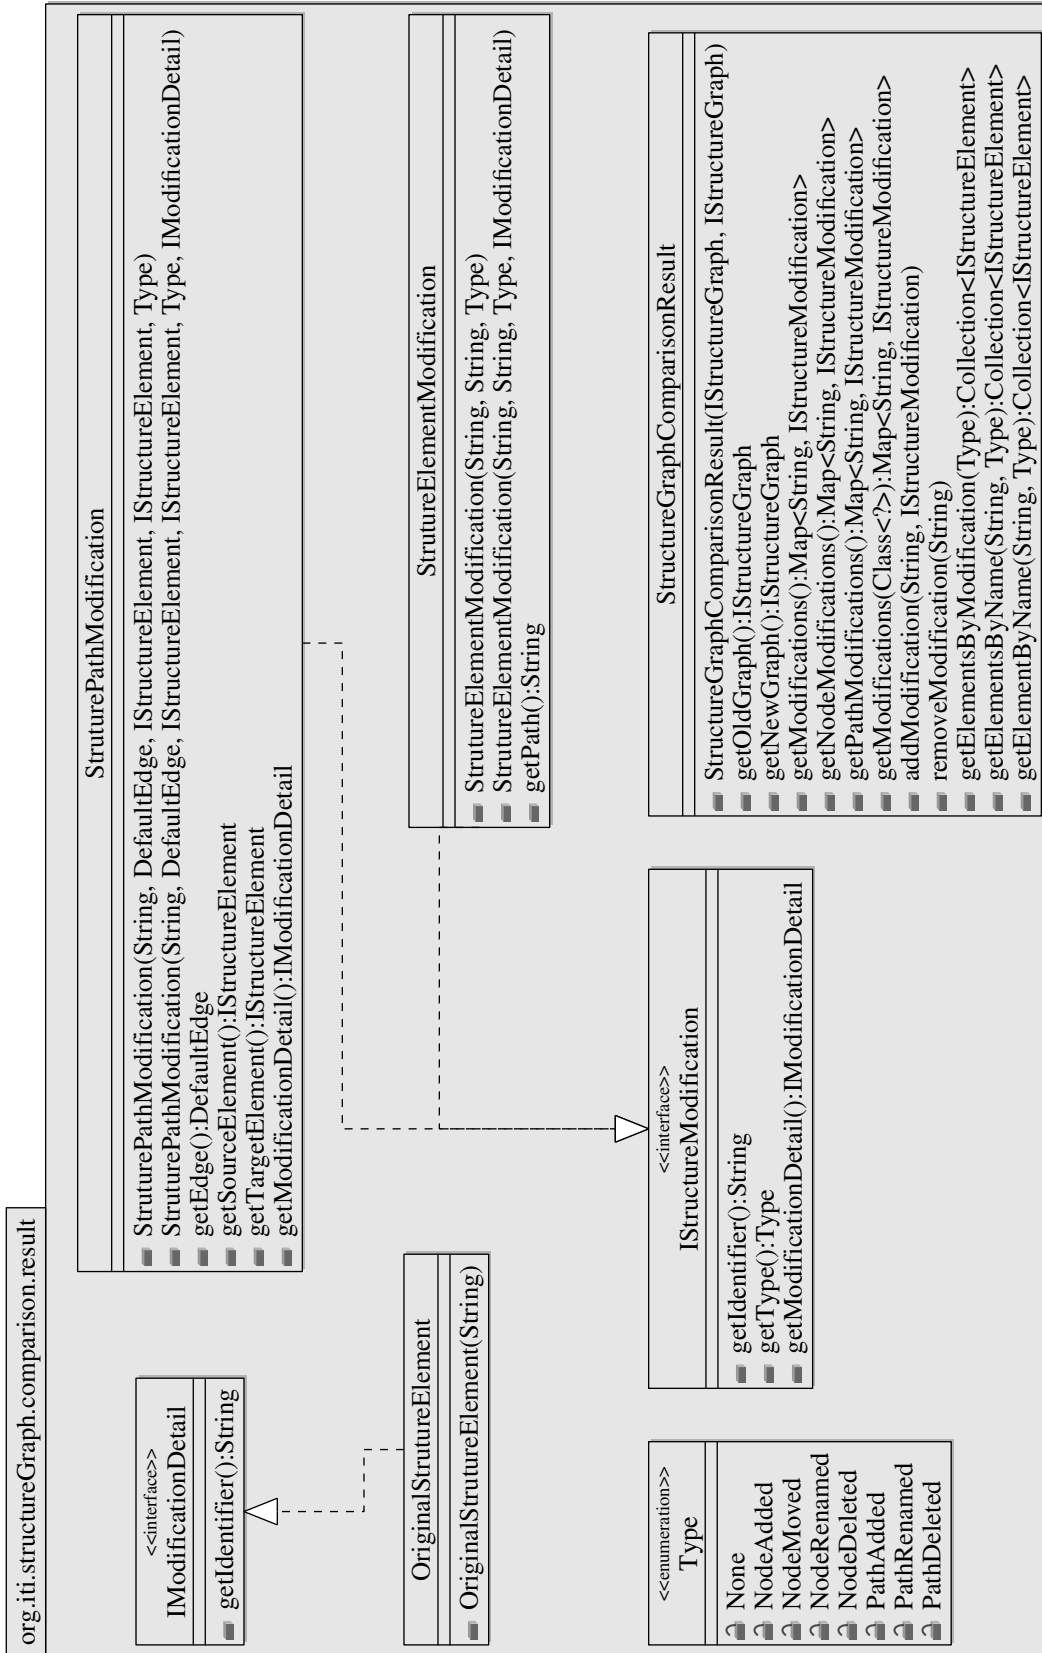 org.iti.structureGraph.comparison.result
<<interface>>
IModificationDetail
getIdentifier():String
StruturePathModification
StruturePathModification(String, DefaultEdge, IStructureElement, IStructureElement, Type)
StruturePathModification(String, DefaultEdge, IStructureElement, IStructureElement, Type, IModificationDetail)
getEdge():DefaultEdge
getSourceElement():IStructureElement
getTargetElement():IStructureElement
getModificationDetail():IModificationDetail
OriginalStrutureElement
OriginalStrutureElement(String)
StrutureElementModification
StrutureElementModification(String, String, Type)
StrutureElementModification(String, String, Type, IModificationDetail)
getPath():String
<<enumeration>>
Type
None
NodeAdded
NodeMoved
NodeRenamed
NodeDeleted
PathAdded
PathRenamed
PathDeleted
<<interface>>
IStructureModification
getIdentifier():String
getType():Type
getModificationDetail():IModificationDetail
StructureGraphComparisonResult
StructureGraphComparisonResult(IStructureGraph, IStructureGraph)
getOldGraph():IStructureGraph
getNewGraph():IStructureGraph
getModifications():Map<String, IStructureModification>
getNodeModifications():Map<String, IStructureModification>
getPathModifications():Map<String, IStructureModification>
getModifications(Class<?>):Map<String, IStructureModification>
addModification(String, IStructureModification)
removeModification(String)
getElementsByModification(Type):Collection<IStructureElement>
getElementsByName(String, Type):Collection<IStructureElement>
getElementByName(String, Type):Collection<IStructureElement>